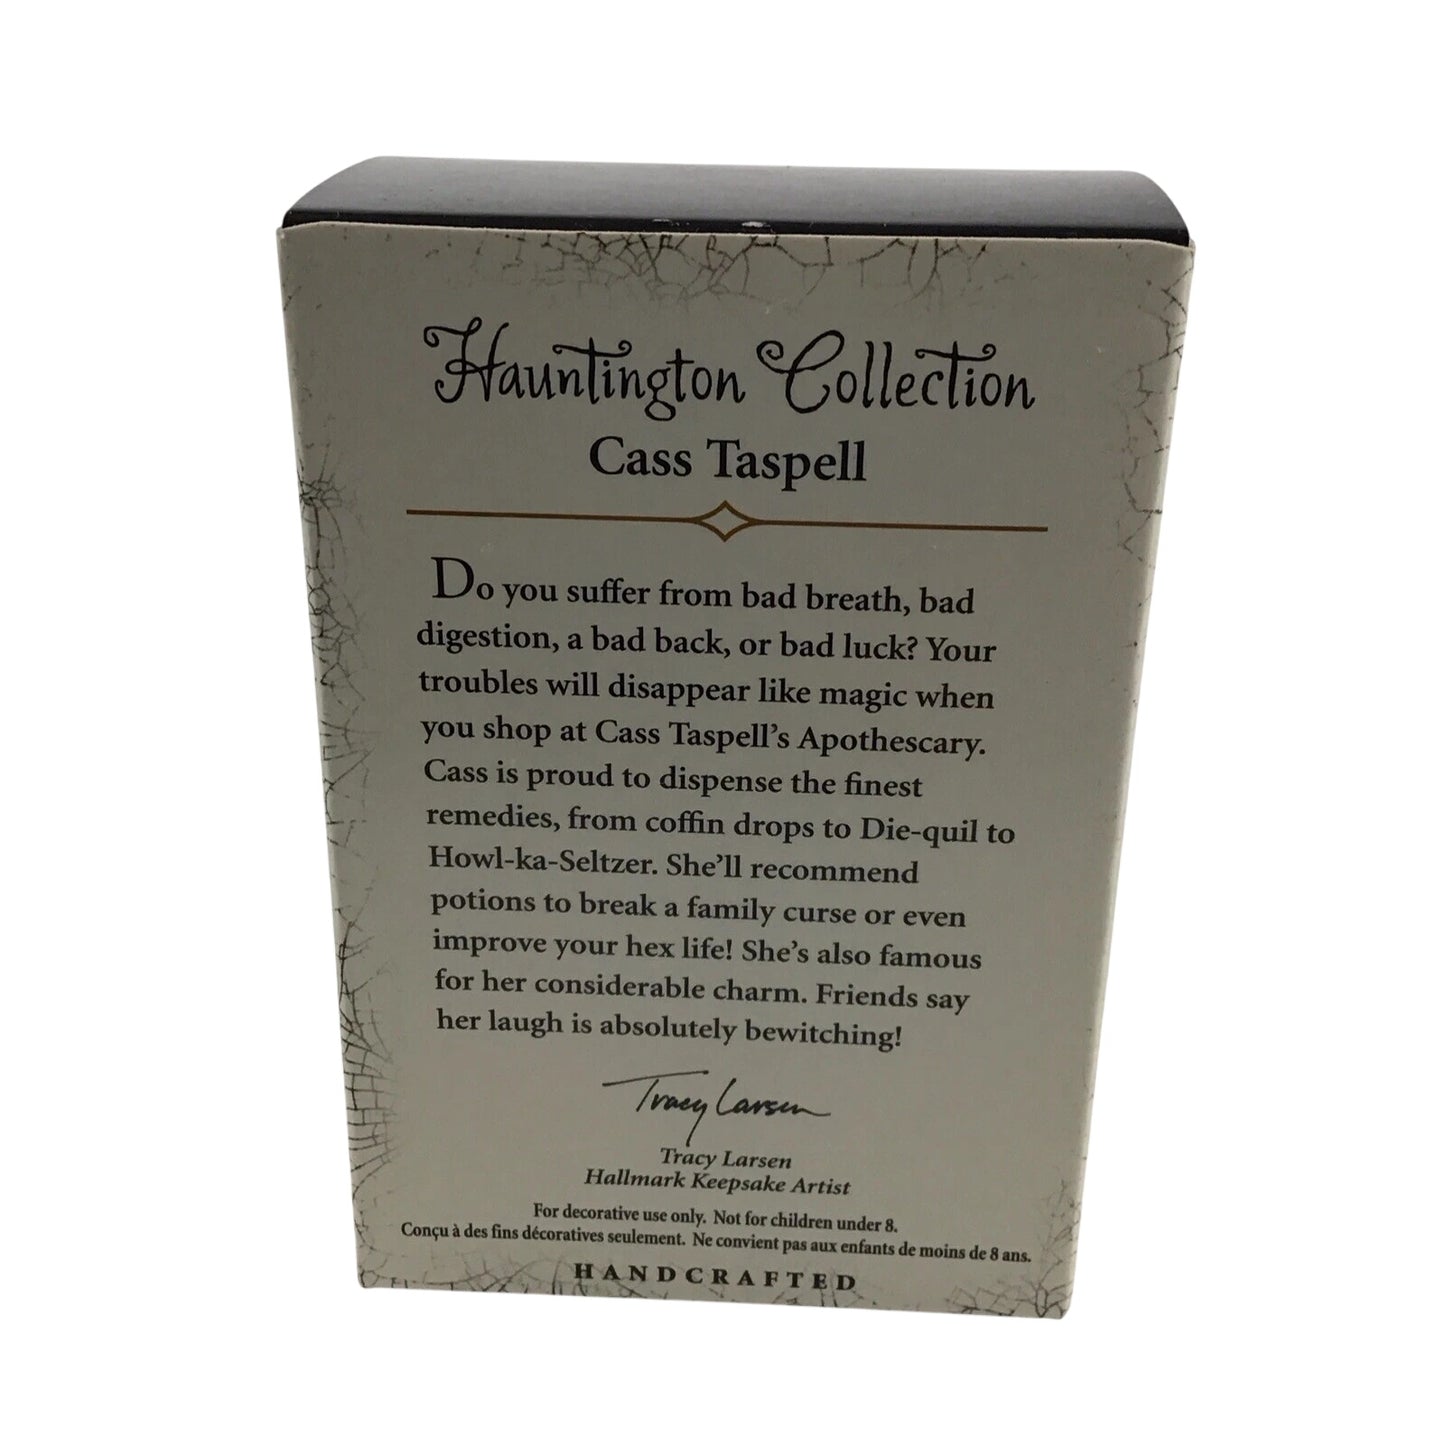 Hauntington Collection
Cass Taspell
Do you suffer from bad breath, bad
digestion, a bad back, or bad luck? Your
troubles will disappear like magic when
you shop at Cass Taspell's Apothescary.
Cass is proud to dispense the finest
remedies, from coffin drops to Die-quil to
Howl-ka-Seltzer. She'll recommend
potions to break a family curse or even
improve your hex life! She's also famous
for her considerable charm. Friends say
her laugh is absolutely bewitching!
Tracy Larsen
Tracy Larsen
Hallmark Keepsake Artist
For decorative use only. Not for children under 8.
Conçu à des fins décoratives seulement. Ne convient pas aux enfants de moins de 8 ans.
HANDCRAFTED